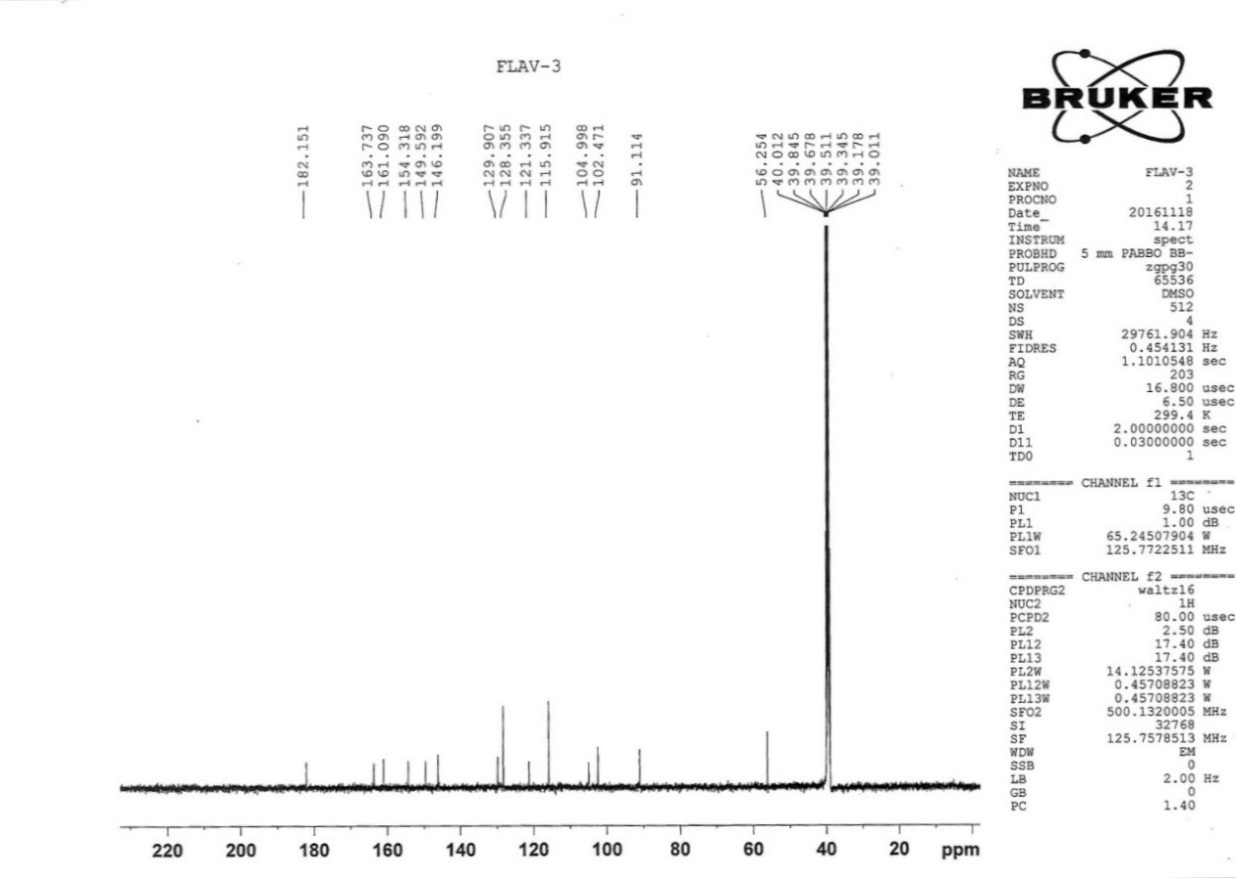 FLAV-3
182.151
163.737
161.090
154.318
149.592
146.199
129.907
128.355
121.337
115.915
104.998
102.471
91.114
56.254
40.012
39.845
39.678
39.511
39.345
39.178
39.011
BRUKER
NAME FLAV-3
EXPNO 2
PROCNO 1
Date_ 20161118
Time 14.17
INSTRUM spect
PROBHD 5 mm PABBO BB-
PULPROG zgpg30
TD 65536
SOLVENT DMSO
NS 512
DS 4
SWH 29761.904 Hz
FIDRES 0.454131 Hz
AQ 1.1010548 sec
RG 203
DW 16.800 usec
DE 6.50 usec
TE 299.4 K
D1 2.00000000 sec
D11 0.03000000 sec
TD0 1
======== CHANNEL f1 ========
NUC1 13C
P1 9.80 usec
PL1 1.00 dB
PL1W 65.24507904 W
SFO1 125.7722511 MHz
======== CHANNEL f2 ========
CPDPRG2 waltz16
NUC2 1H
PCPD2 80.00 usec
PL2 2.50 dB
PL12 17.40 dB
PL13 17.40 dB
PL2W 14.12537575 W
PL12W 0.45708823 W
PL13W 0.45708823 W
SFO2 500.1320005 MHz
SI 32768
SF 125.7578513 MHz
WDW EM
SSB 0
LB 2.00 Hz
GB 0
PC 1.40
220 200 180 160 140 120 100 80 60 40 20 ppm